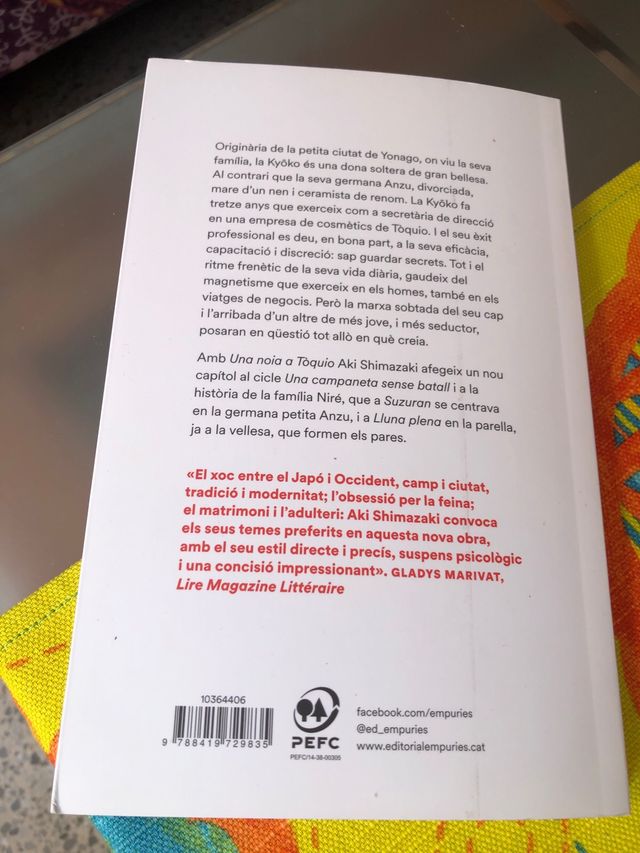 Originària de la petita ciutat de Yonago, on viu la seva
família, la Kyôko és una dona soltera de gran bellesa.
Al contrari que la seva germana Anzu, divorciada,
mare d'un nen i ceramista de renom. La Kyôko fa
tretze anys que exerceix com a secretària de direcció
en una empresa de cosmètics de Tòquio. I el seu èxit
professional es deu, en bona part, a la seva eficàcia,
capacitació i discreció: sap guardar secrets. Tot i el
ritme frenètic de la seva vida diària, gaudeix del
magnetisme que exerceix en els homes, també en els
viatges de negocis. Però la marxa sobtada del seu cap
i l'arribada d'un altre de més jove, i més seductor,
posaran en qüestió tot allò en què creia.
Amb Una noia a Tòquio Aki Shimazaki afegeix un nou
capítol al cicle Una campaneta sense batall i a la
història de la família Niré, que a Suzuran se centrava
en la germana petita Anzu, i a Lluna plena en la parella,
ja a la vellesa, que formen els pares.
«El xoc entre el Japó i Occident, camp i ciutat,
tradició i modernitat; l'obsessió per la feina;
el matrimoni i l'adulteri: Aki Shimazaki convoca
els seus temes preferits en aquesta nova obra,
amb el seu estil directe i precís, suspens psicològic
i una concisió impressionant». GLADYS MARIVAT,
Lire Magazine Littéraire
10364406
9 788419 729835
PEFC
PEFC/14-38-00305
facebook.com/empuries
@ed_empuries
www.editorialempuries.cat